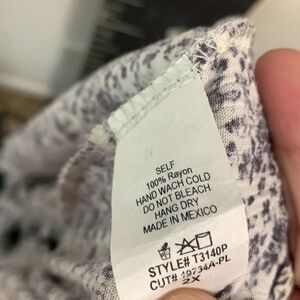 SELF
100% Rayon
HAND WACH COLD
DO NOT BLEACH
HANG DRY
MADE IN MEXICO
STYLE# T3140P
CUT# 10734A-PL
2X